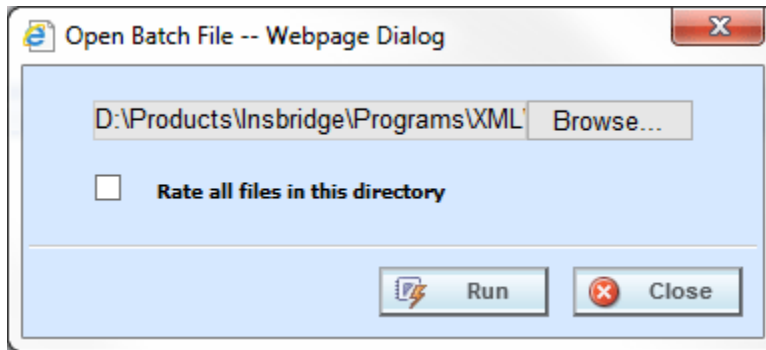 Open Batch File -- Webpage Dialog
D:\Products\Insbridge\Programs\XML\
Browse...
Rate all files in this directory
Run
Close